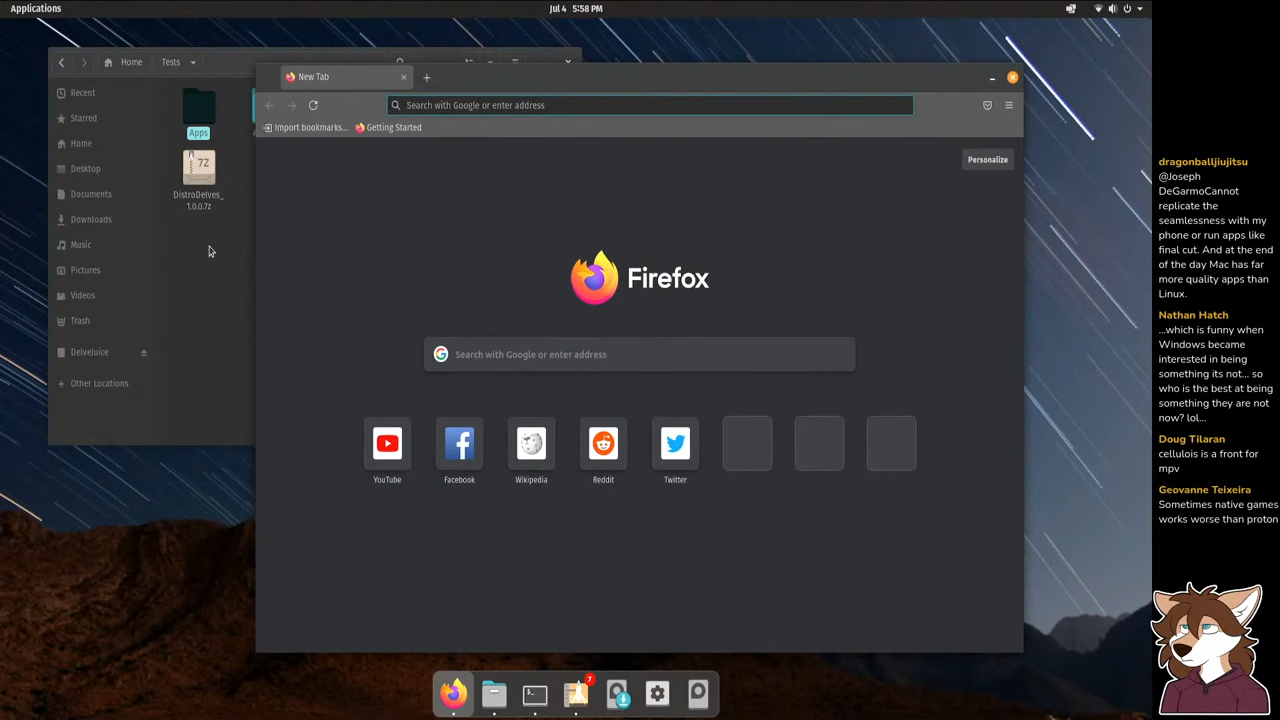 Applications
Jul 4 5:58 PM
Home
Tests
Recent
Starred
Home
Desktop
Documents
Downloads
Music
Pictures
Videos
Trash
DelveJuice
Other Locations
Apps
7Z
DistroDelves_
1.0.0.7z
New Tab
Search with Google or enter address
Import bookmarks...
Getting Started
Personalize
Firefox
Search with Google or enter address
YouTube
Facebook
Wikipedia
Reddit
Twitter
7
dragonballjiujitsu
@Joseph
DeGarmoCannot
replicate the
seamlessness with my
phone or run apps like
final cut. And at the
end of the day Mac has far
more quality apps than
Linux.
Nathan Hatch
...which is funny when
Windows became
interested in being
something its not... so
who is the best at being
something they are not
now? lol...
Doug Tilaran
cellulois is a front for
mpv
Geovanne Teixeira
Sometimes native games
works worse than proton